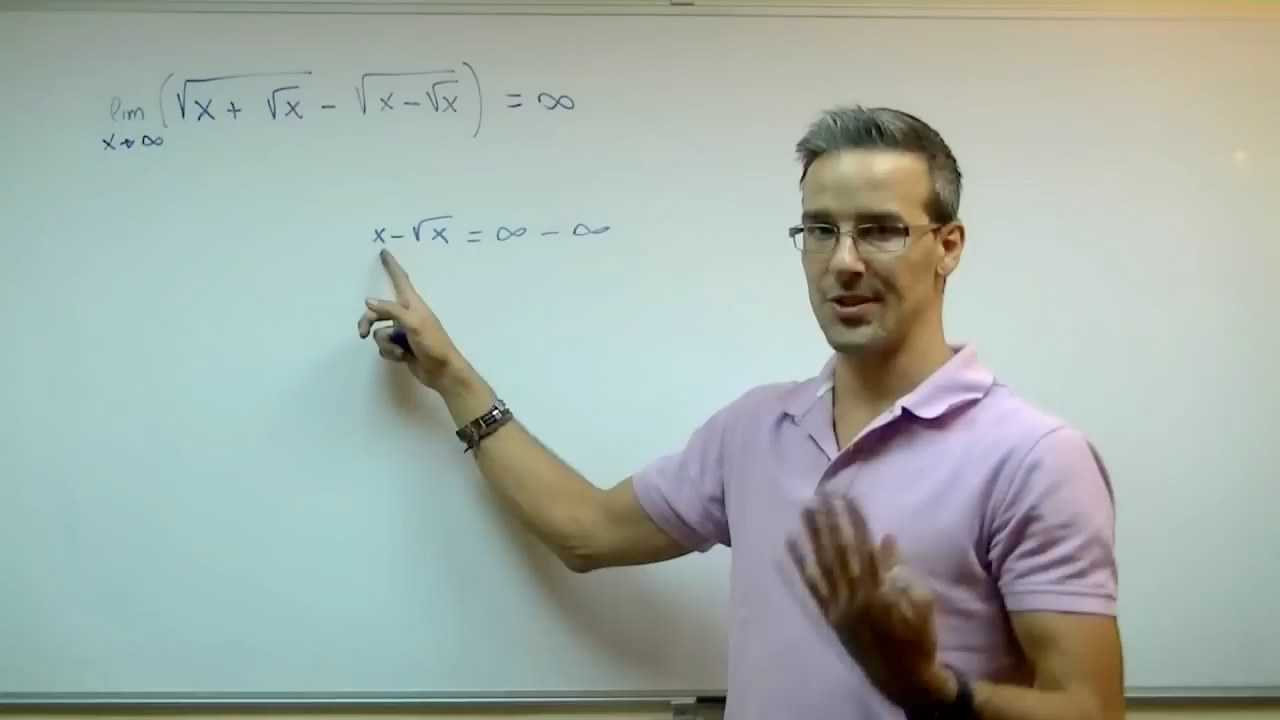 lim (√(x + √x) - √(x - √x)) = ∞
x→∞
x - √x = ∞ - ∞